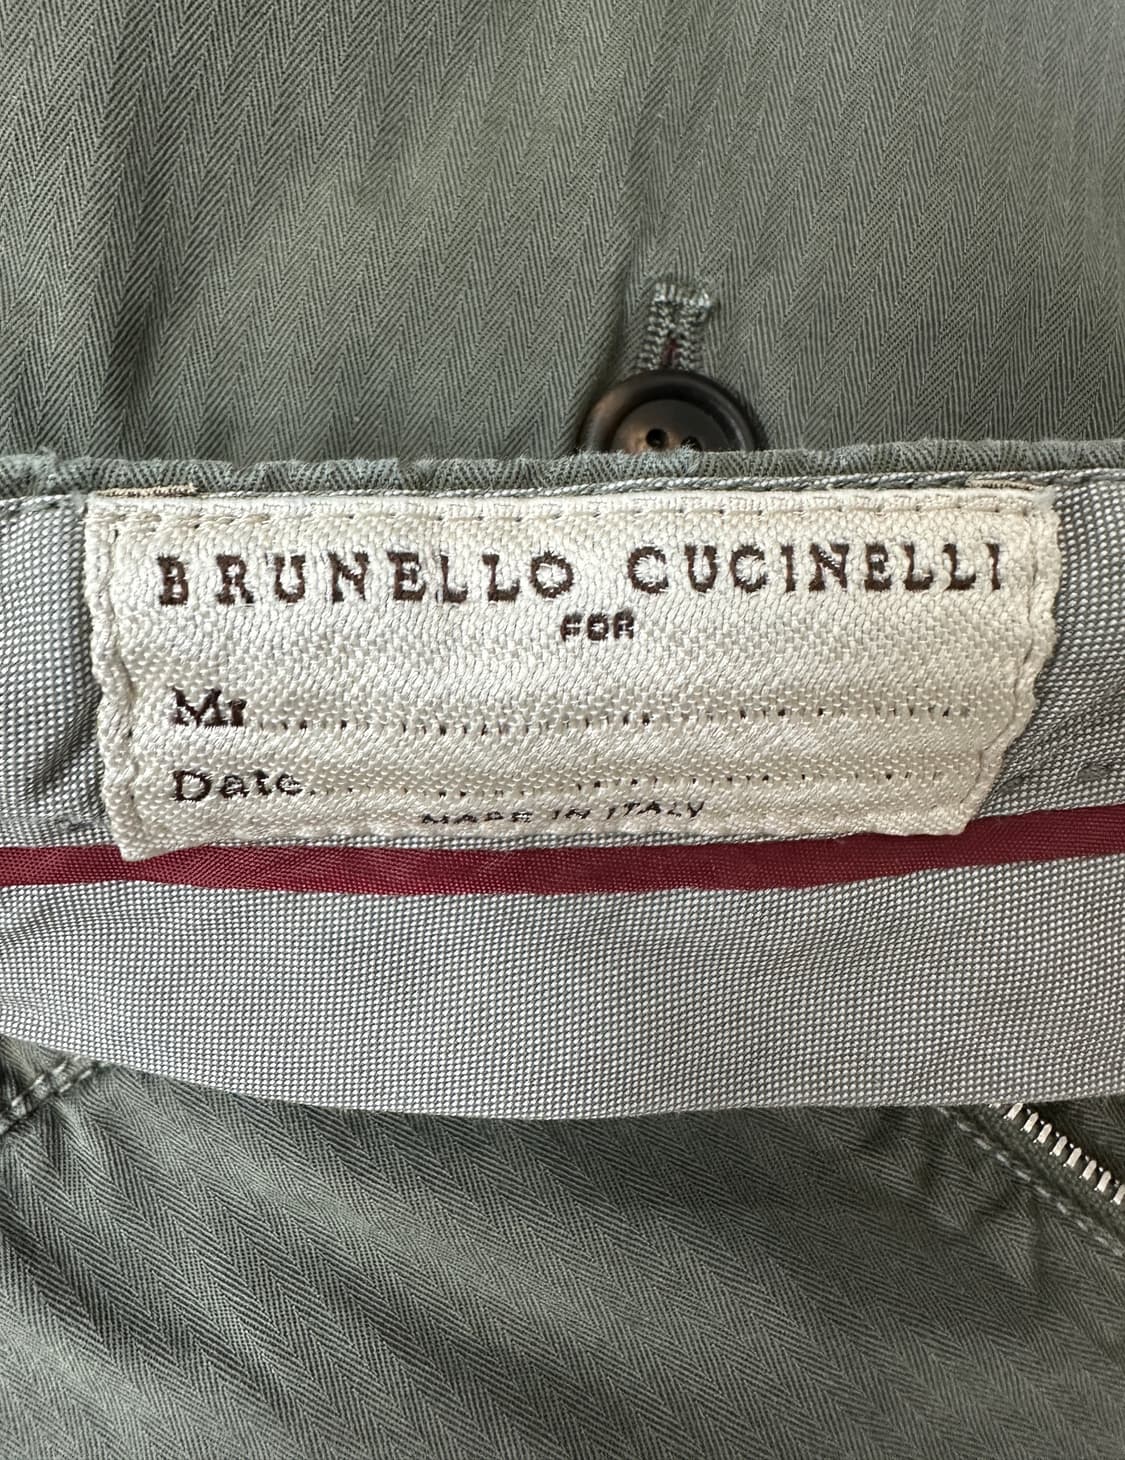 BRUNELLO CUCINELLI
FOR
Mr..............................
Date..............................
MADE IN ITALY